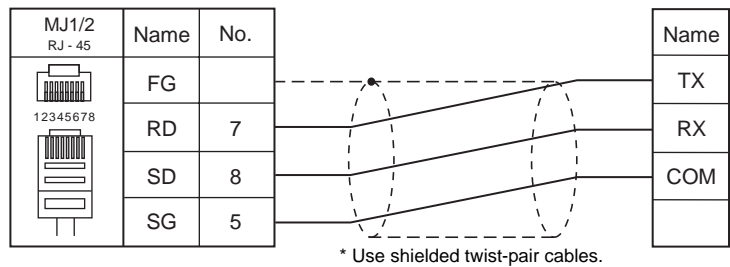 MJ1/2
RJ - 45
Name
No.
Name
FG
TX
12345678
RD
7
RX
SD
8
COM
SG
5
* Use shielded twist-pair cables.